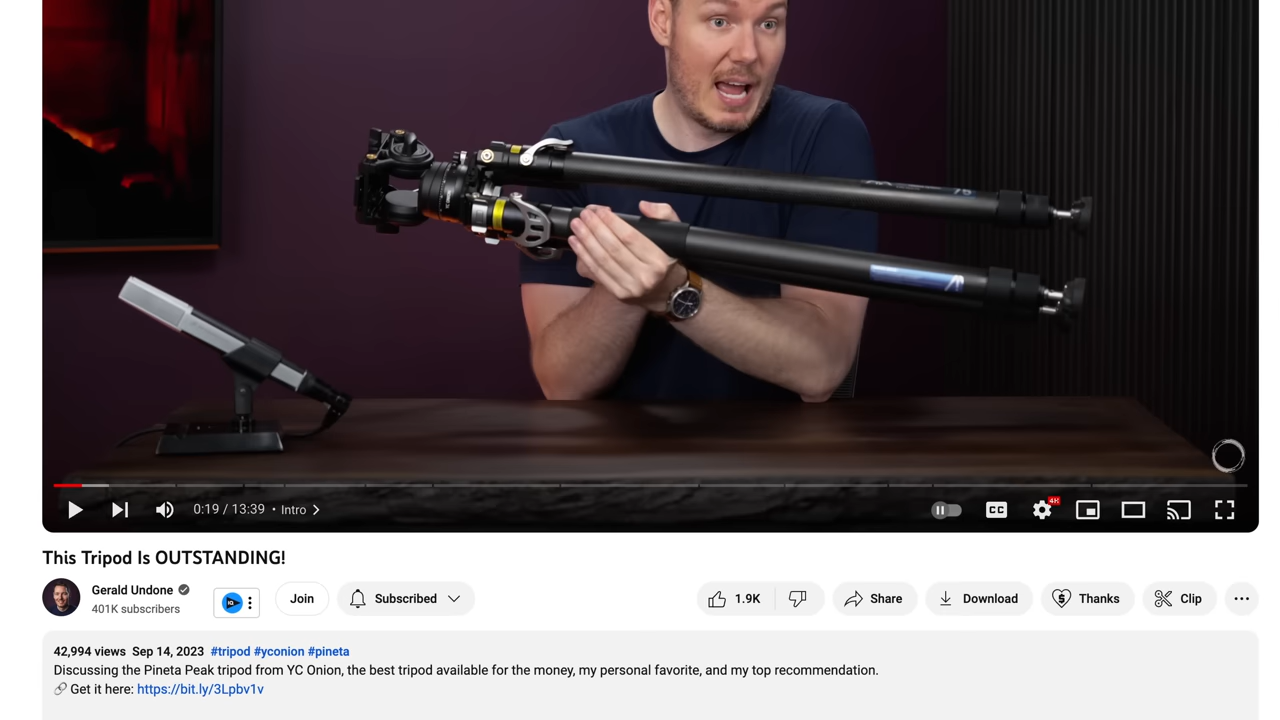 0:19 / 13:39 • Intro
CC
4K
This Tripod Is OUTSTANDING!
Gerald Undone
401K subscribers
Join
Subscribed
1.9K
Share
Download
Thanks
Clip
42,994 views Sep 14, 2023 #tripod #yconion #pineta
Discussing the Pineta Peak tripod from YC Onion, the best tripod available for the money, my personal favorite, and my top recommendation.
Get it here: https://bit.ly/3Lpbv1v